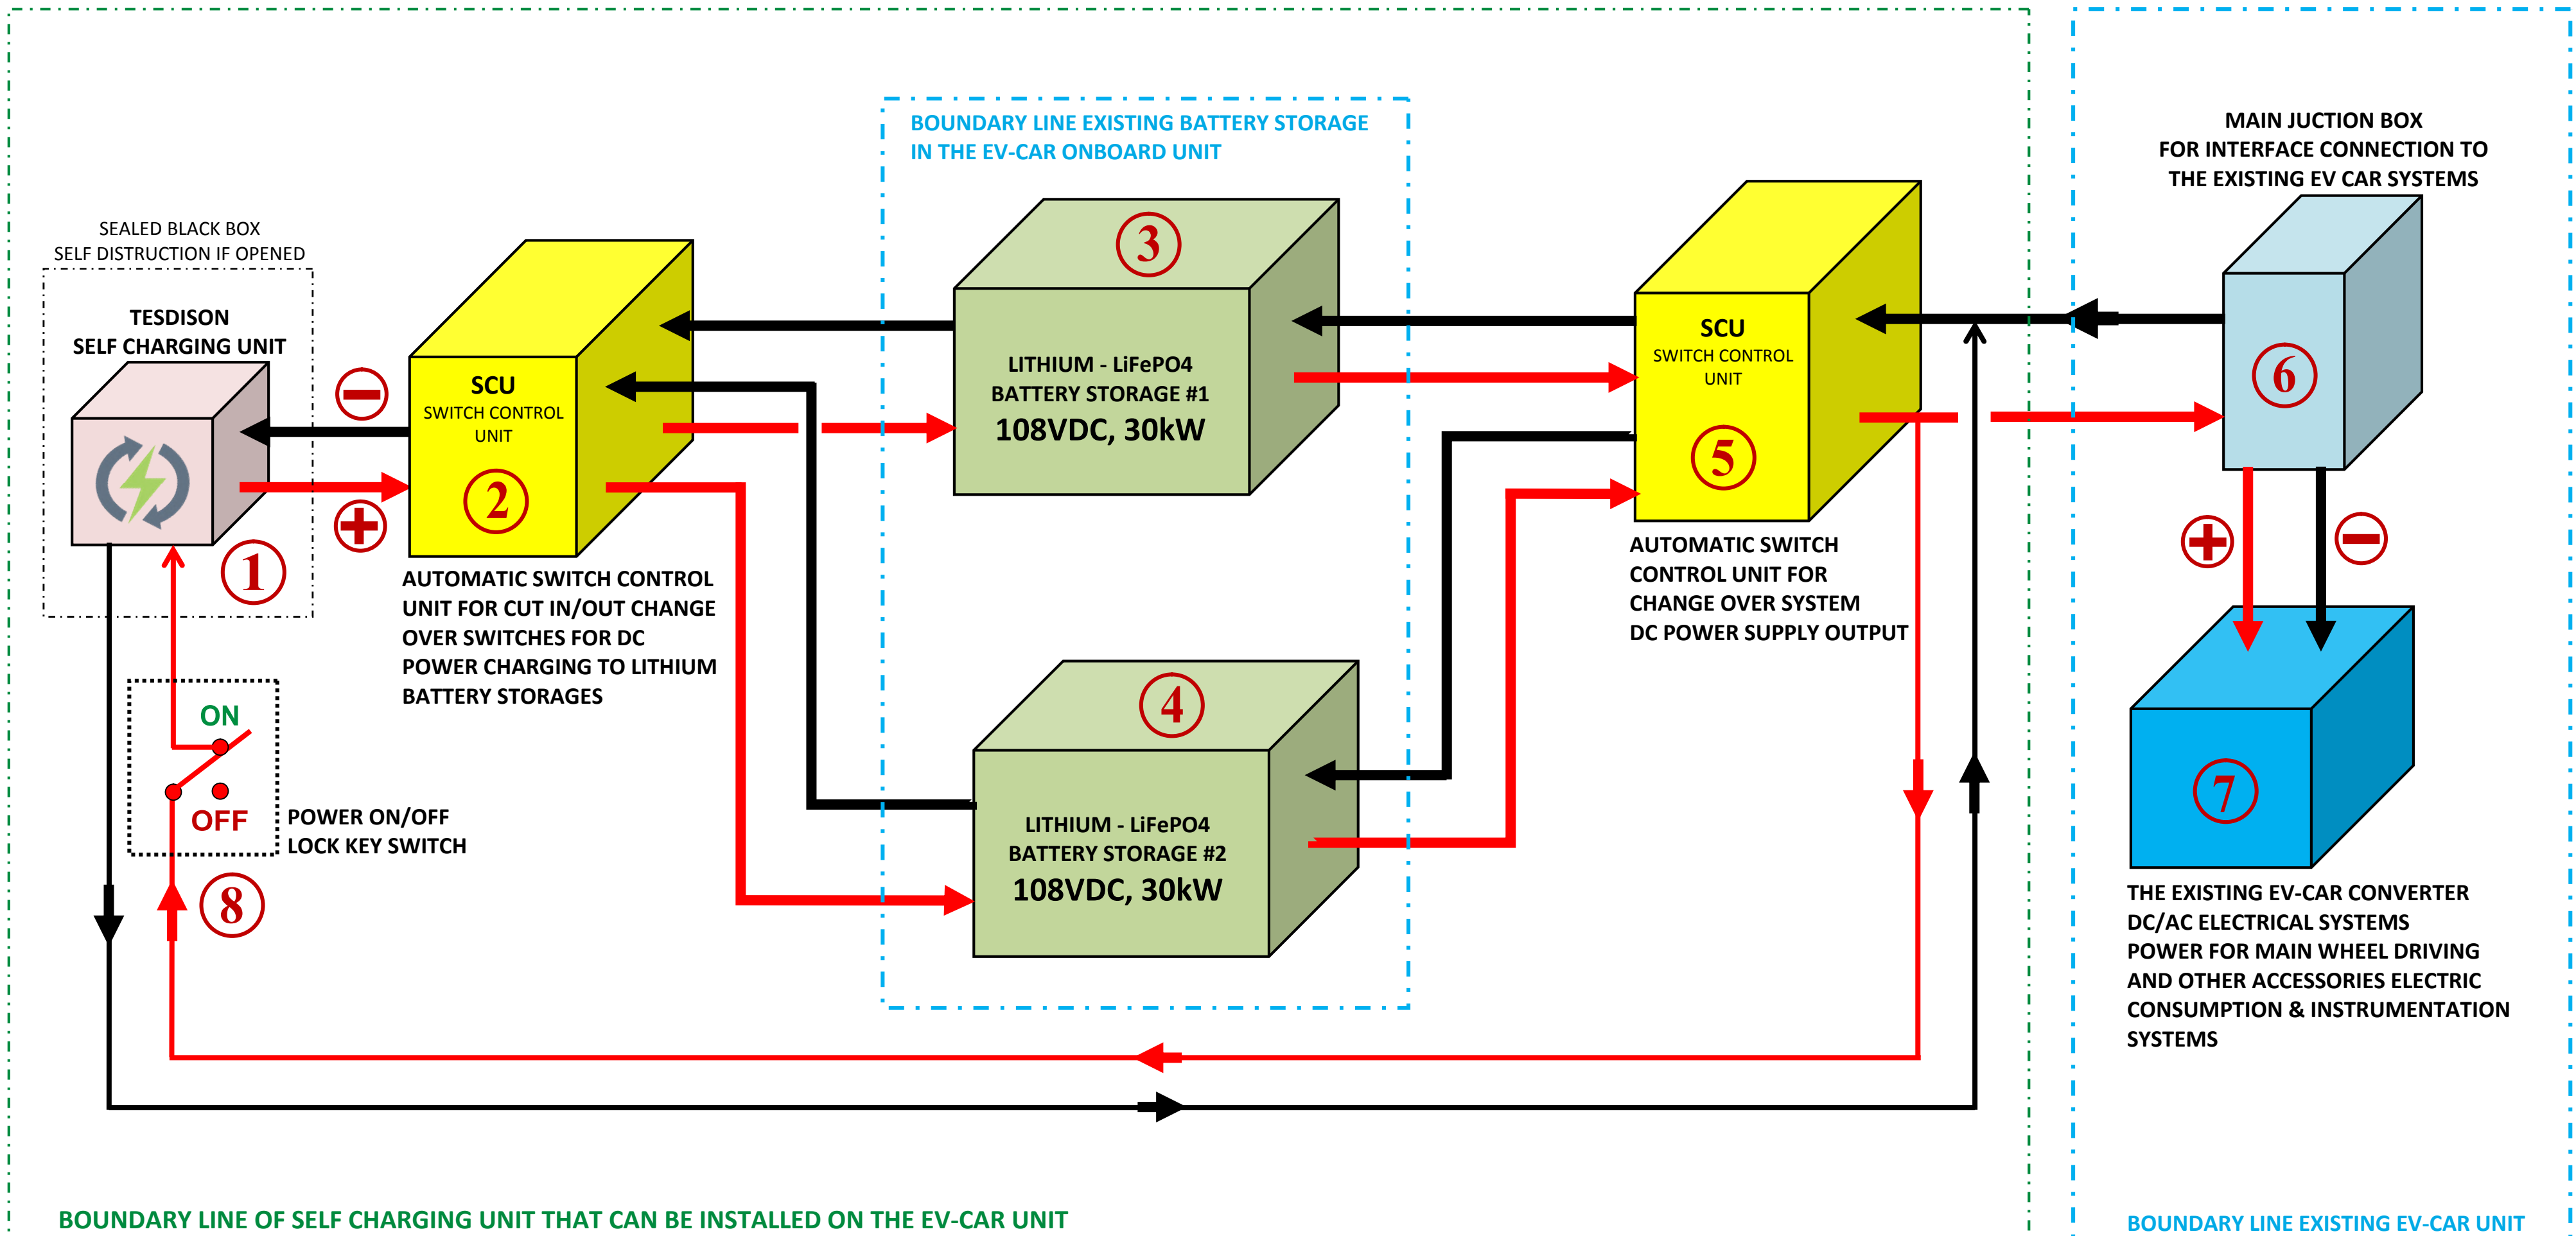 BOUNDARY LINE EXISTING BATTERY STORAGE
IN THE EV-CAR ONBOARD UNIT
MAIN JUCTION BOX
FOR INTERFACE CONNECTION TO
THE EXISTING EV CAR SYSTEMS
SEALED BLACK BOX
SELF DISTRUCTION IF OPENED
TESDISON
SELF CHARGING UNIT
1
SCU
SWITCH CONTROL
UNIT
2
AUTOMATIC SWITCH CONTROL
UNIT FOR CUT IN/OUT CHANGE
OVER SWITCHES FOR DC
POWER CHARGING TO LITHIUM
BATTERY STORAGES
3
LITHIUM - LiFePO4
BATTERY STORAGE #1
108VDC, 30kW
4
LITHIUM - LiFePO4
BATTERY STORAGE #2
108VDC, 30kW
SCU
SWITCH CONTROL
UNIT
5
AUTOMATIC SWITCH
CONTROL UNIT FOR
CHANGE OVER SYSTEM
DC POWER SUPPLY OUTPUT
6
7
THE EXISTING EV-CAR CONVERTER
DC/AC ELECTRICAL SYSTEMS
POWER FOR MAIN WHEEL DRIVING
AND OTHER ACCESSORIES ELECTRIC
CONSUMPTION & INSTRUMENTATION
SYSTEMS
ON
OFF
POWER ON/OFF
LOCK KEY SWITCH
8
BOUNDARY LINE OF SELF CHARGING UNIT THAT CAN BE INSTALLED ON THE EV-CAR UNIT
BOUNDARY LINE EXISTING EV-CAR UNIT